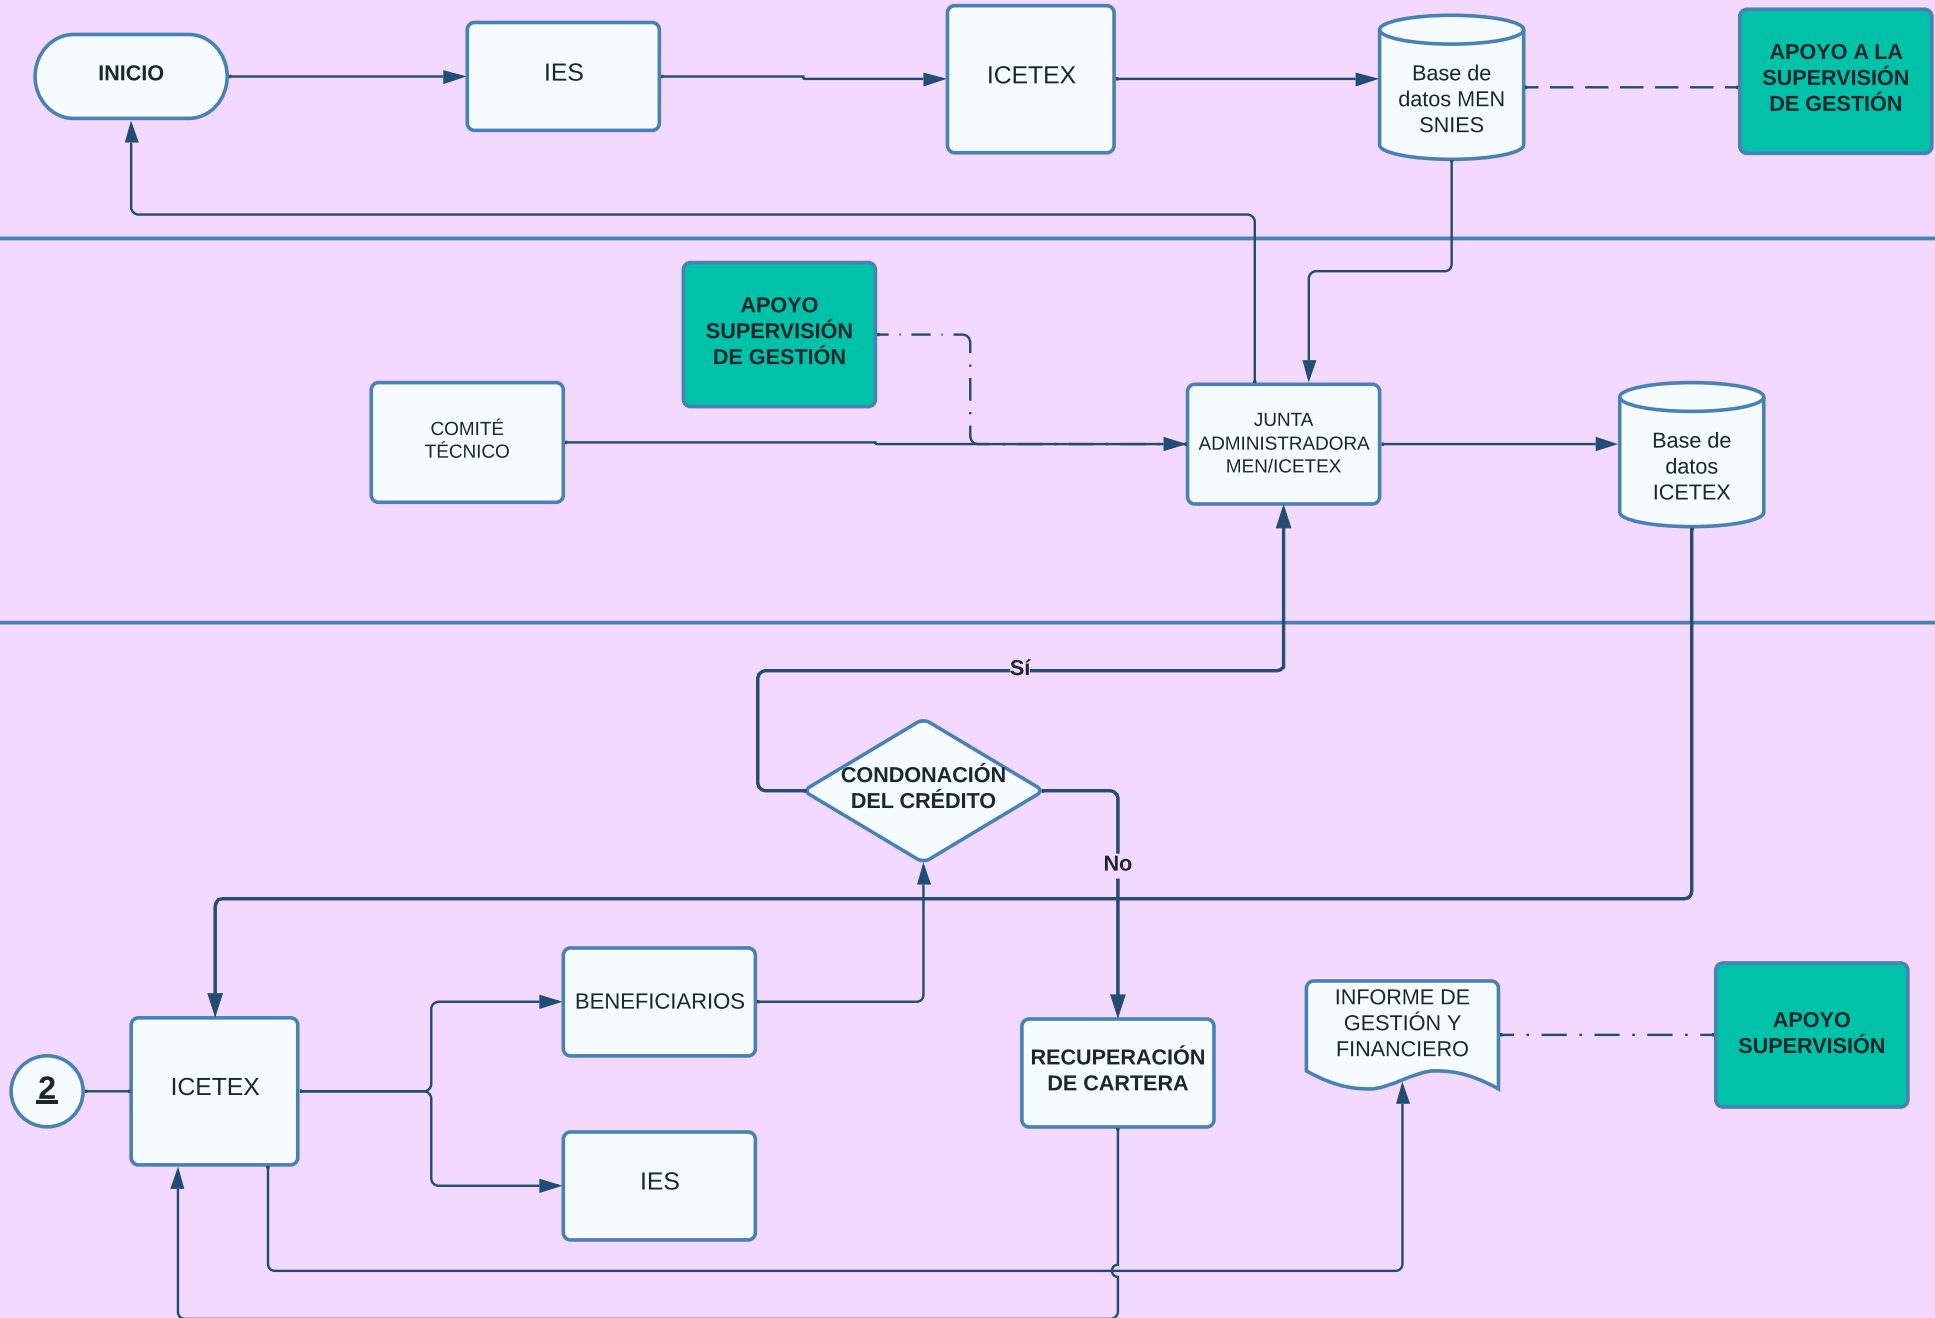 INICIO
IES
ICETEX
Base de
datos MEN
SNIES
APOYO A LA
SUPERVISIÓN
DE GESTIÓN
APOYO
SUPERVISIÓN
DE GESTIÓN
COMITÉ
TÉCNICO
JUNTA
ADMINISTRADORA
MEN/ICETEX
Base de
datos
ICETEX
Sí
CONDONACIÓN
DEL CRÉDITO
No
BENEFICIARIOS
INFORME DE
GESTIÓN Y
FINANCIERO
APOYO
SUPERVISIÓN
RECUPERACIÓN
DE CARTERA
2
ICETEX
IES